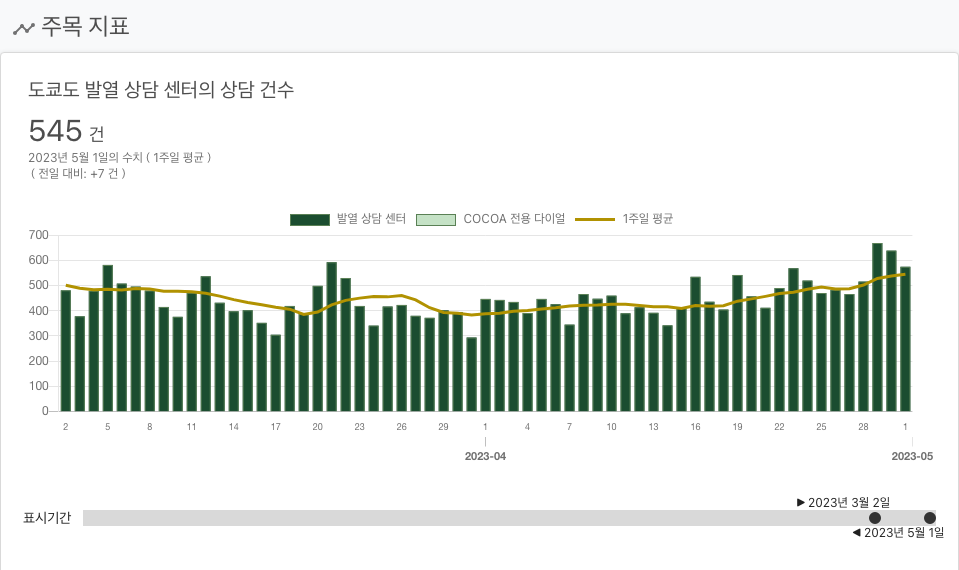 주목 지표
도쿄도 발열 상담 센터의 상담 건수
545 건
2023년 5월 1일의 수치 ( 1주일 평균 )
( 전일 대비: +7 건 )
발열 상담 센터 COCOA 전용 다이얼 1주일 평균
700
600
500
400
300
200
100
0
2 5 8 11 14 17 20 23 26 29 1 4 7 10 13 16 19 22 25 28 1
2023-04 2023-05
▶ 2023년 3월 2일
표시기간
◀ 2023년 5월 1일